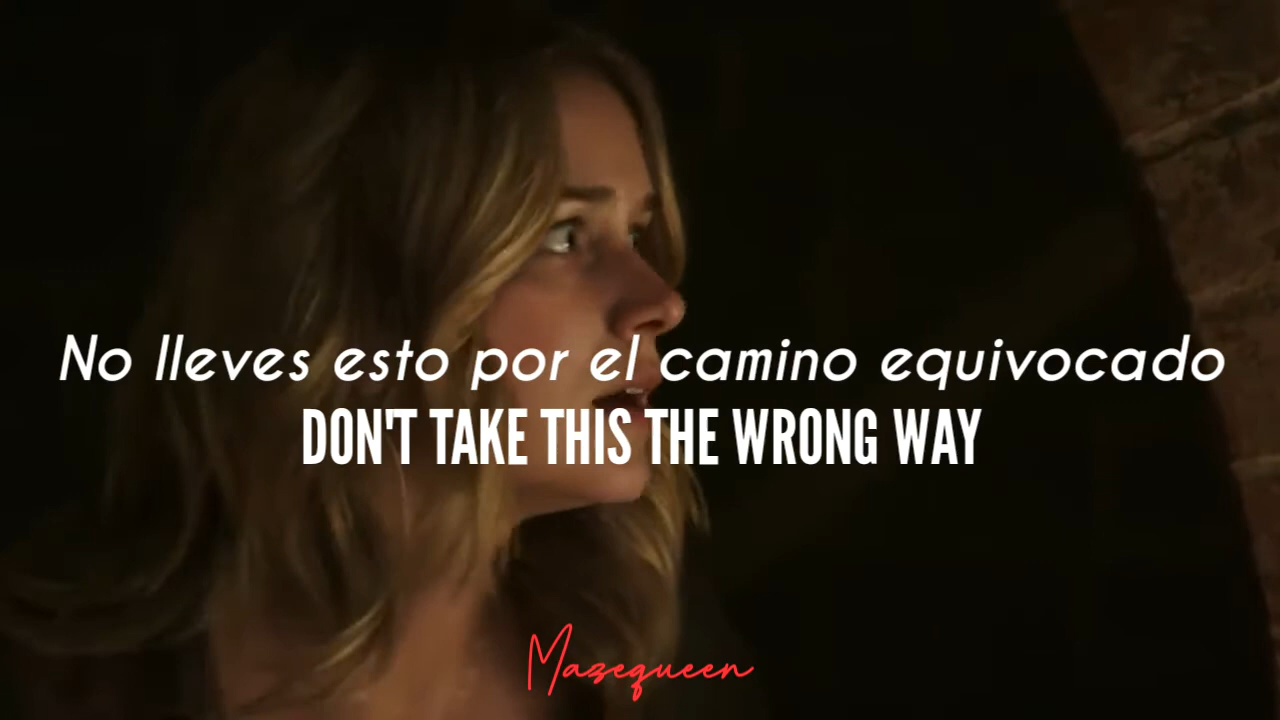 No lleves esto por el camino equivocado
DON'T TAKE THIS THE WRONG WAY
Mazequeen